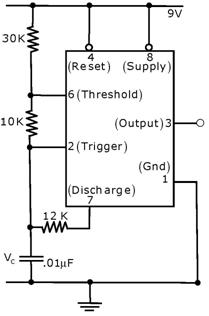 9V
30K
4
8
(Reset) (Supply)
6 (Threshold)
10K
(Output) 3
2 (Trigger)
(Gnd)
1
(Discharge)
7
12 K
Vc
.01µF